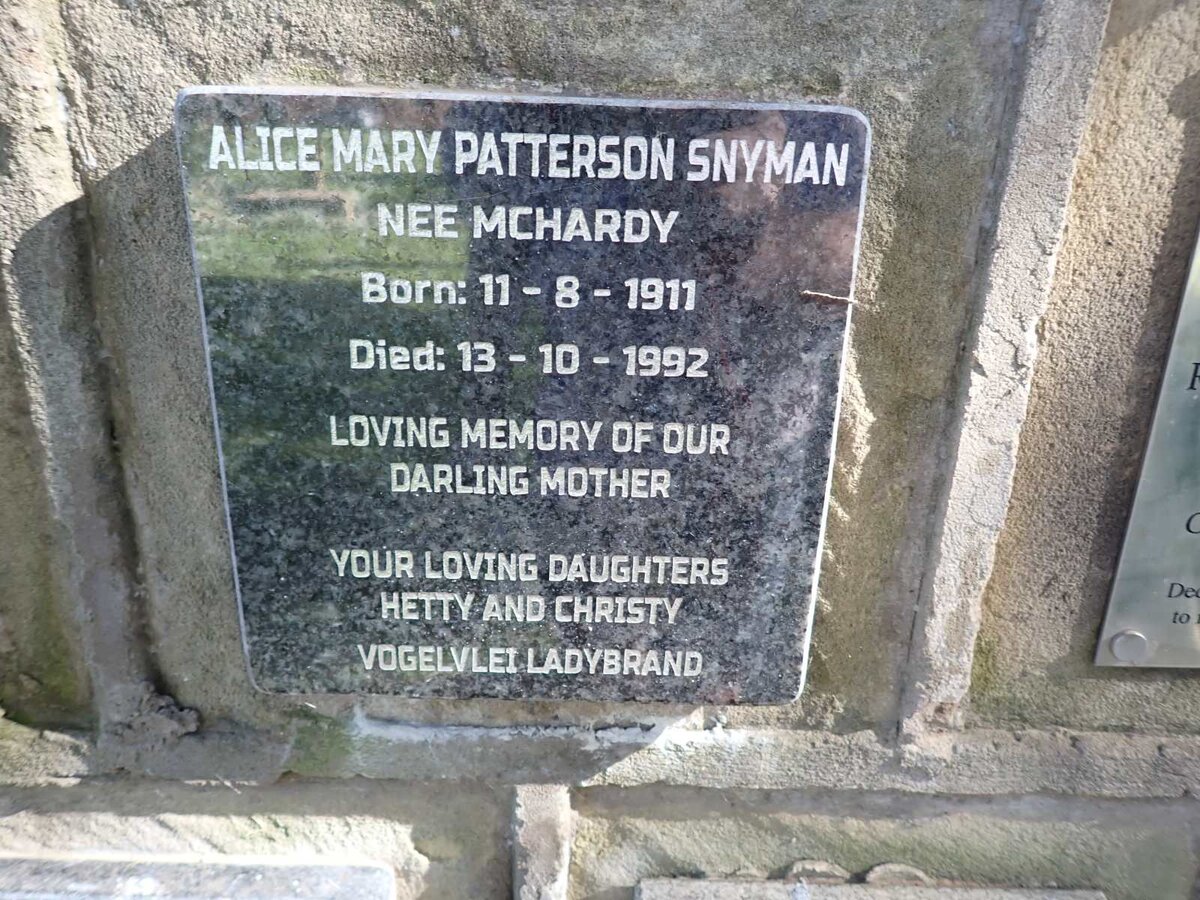 ALICE MARY PATTERSON SNYMAN
NEE MCHARDY
Born: 11 - 8 - 1911
Died: 13 - 10 - 1992
LOVING MEMORY OF OUR
DARLING MOTHER
YOUR LOVING DAUGHTERS
HETTY AND CHRISTY
VOGELVLEI LADYBRAND
to